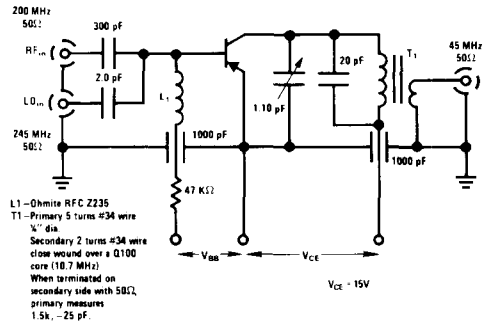 200 MHz
50Ω
300 pF
RFin
2.0 pF
LOin
245 MHz
50Ω
L1
1000 pF
47 KΩ
1.10 pF
20 pF
T1
45 MHz
50Ω
1000 pF
VBB
VCE
VCE - 15V
L1—Ohmite RFC Z235
T1—Primary 5 turns #34 wire
¼" dia.
Secondary 2 turns #34 wire
close wound over a Q100
core (10.7 MHz)
When terminated on
secondary side with 50Ω,
primary measures
1.5k, –25 pF.